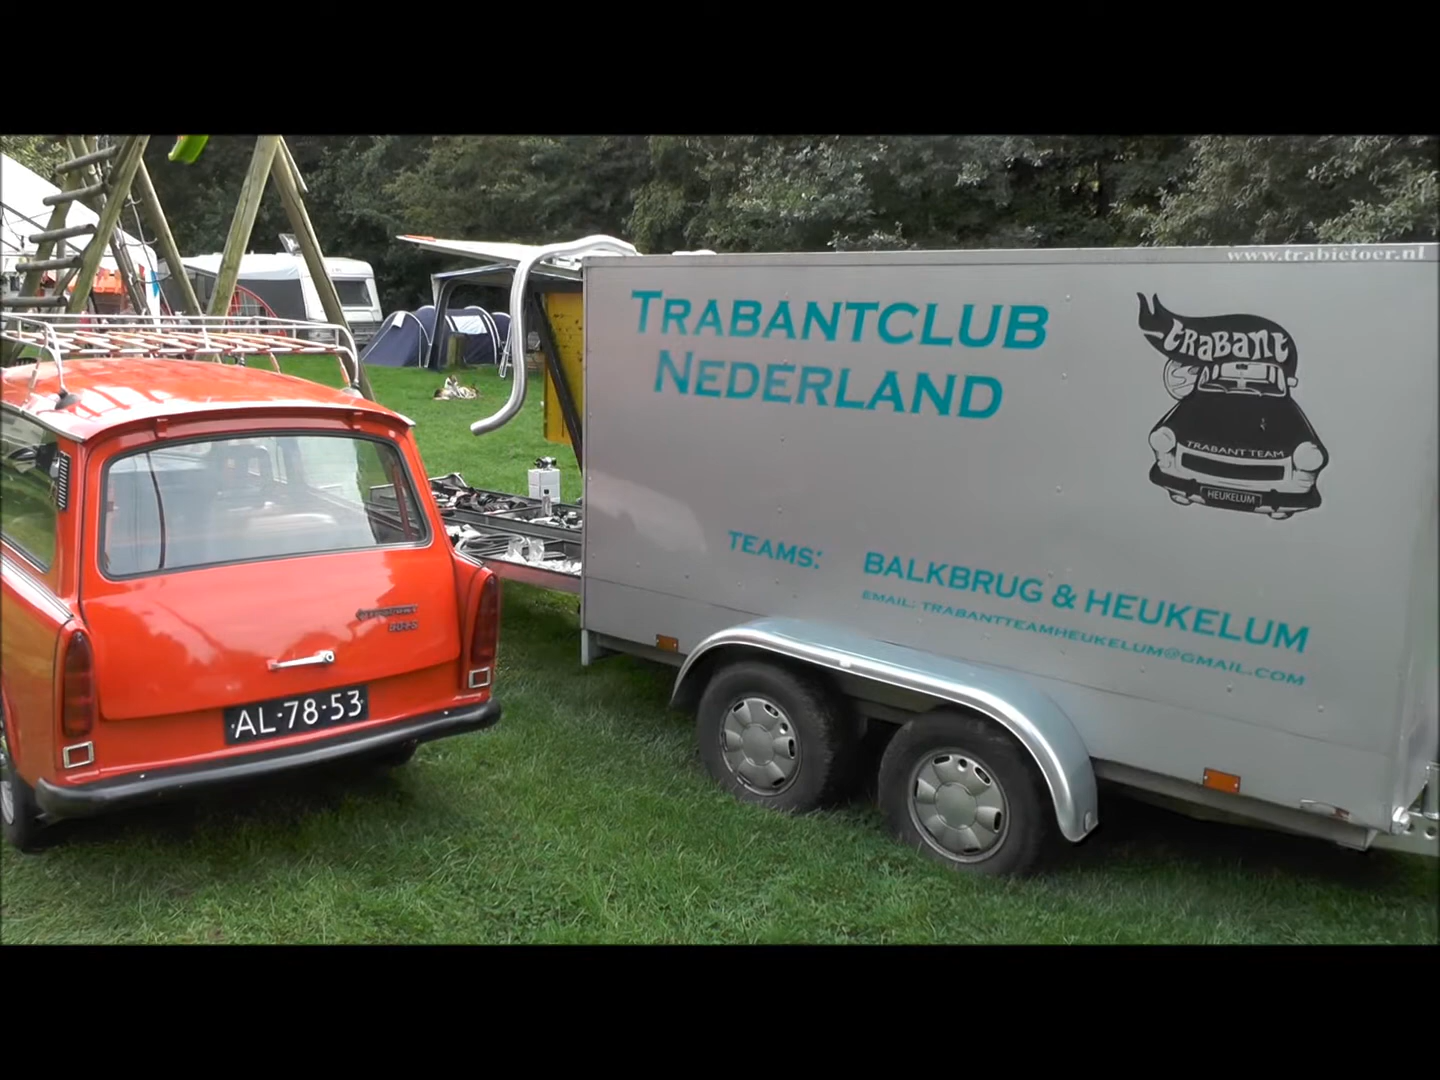 www.trabietoer.nl
TRABANTCLUB
NEDERLAND
trabant
TRABANT TEAM
HEUKELUM
TEAMS: BALKBRUG & HEUKELUM
EMAIL: TRABANTTEAMHEUKELUM@GMAIL.COM
AL-78-53